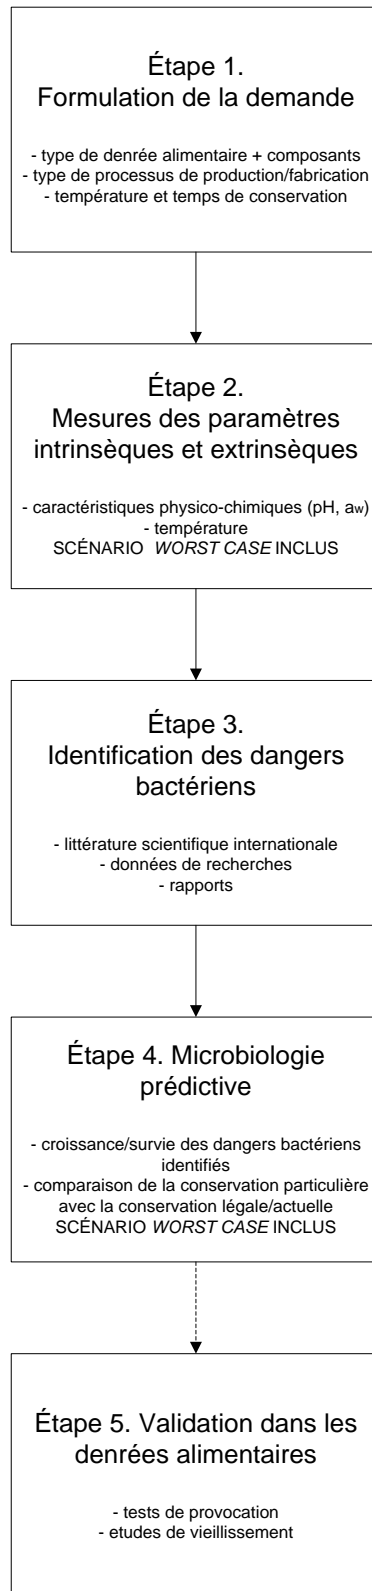 Étape 1.
Formulation de la demande
- type de denrée alimentaire + composants
- type de processus de production/fabrication
- température et temps de conservation
Étape 2.
Mesures des paramètres
intrinsèques et extrinsèques
- caractéristiques physico-chimiques (pH, aw)
- température
SCÉNARIO WORST CASE INCLUS
Étape 3.
Identification des dangers
bactériens
- littérature scientifique internationale
- données de recherches
- rapports
Étape 4. Microbiologie
prédictive
- croissance/survie des dangers bactériens
identifiés
- comparaison de la conservation particulière
avec la conservation légale/actuelle
SCÉNARIO WORST CASE INCLUS
Étape 5. Validation dans les
denrées alimentaires
- tests de provocation
- etudes de vieillissement